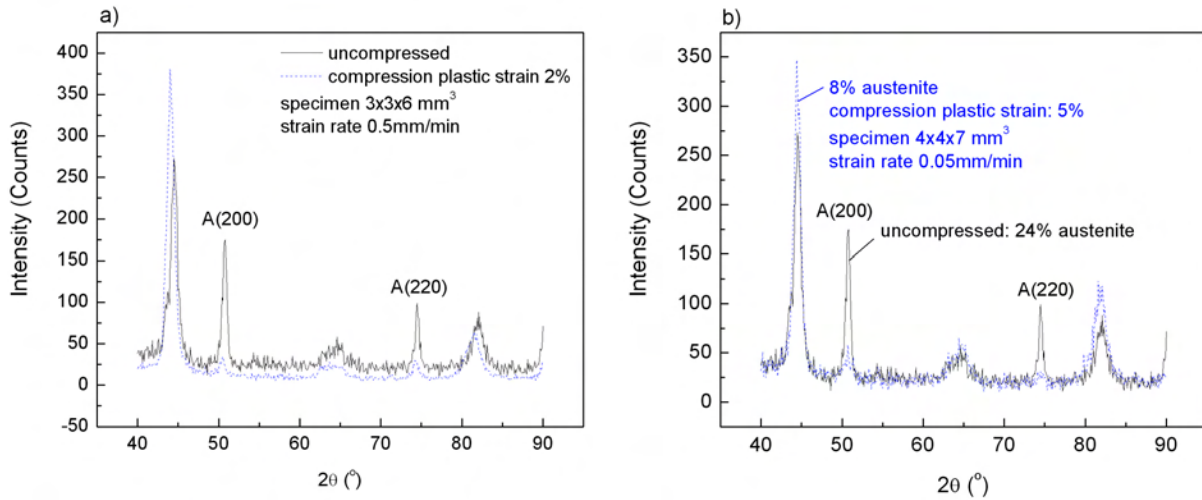 a)
uncompressed
compression plastic strain 2%
specimen 3x3x6 mm³
strain rate 0.5mm/min
A(200)
A(220)
400
350
300
250
200
150
100
50
0
-50
Intensity (Counts)
40 50 60 70 80 90
2θ (°)
b)
8% austenite
compression plastic strain: 5%
specimen 4x4x7 mm³
strain rate 0.05mm/min
A(200)
uncompressed: 24% austenite
A(220)
350
300
250
200
150
100
50
0
Intensity (Counts)
40 50 60 70 80 90
2θ (°)